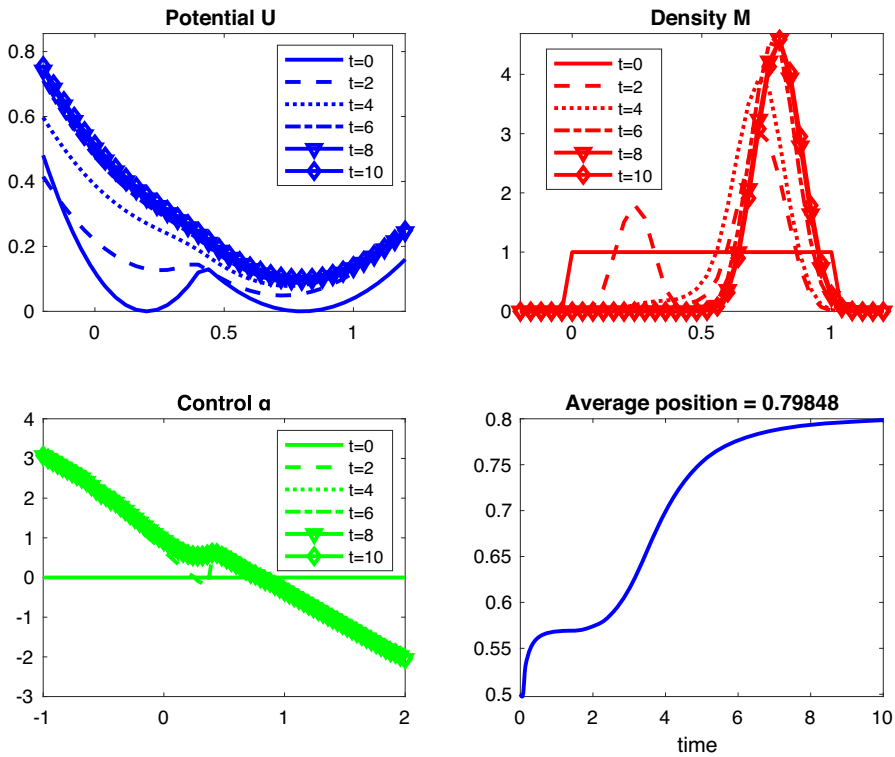 Potential U
0.8
0.6
0.4
0.2
0
0
0.5
1
t=0
t=2
t=4
t=6
t=8
t=10
Density M
4
3
2
1
0
0
0.5
1
t=0
t=2
t=4
t=6
t=8
t=10
Control α
4
3
2
1
0
-1
-2
-3
-1
0
1
2
t=0
t=2
t=4
t=6
t=8
t=10
Average position = 0.79848
0.8
0.75
0.7
0.65
0.6
0.55
0.5
0
2
4
6
8
10
time